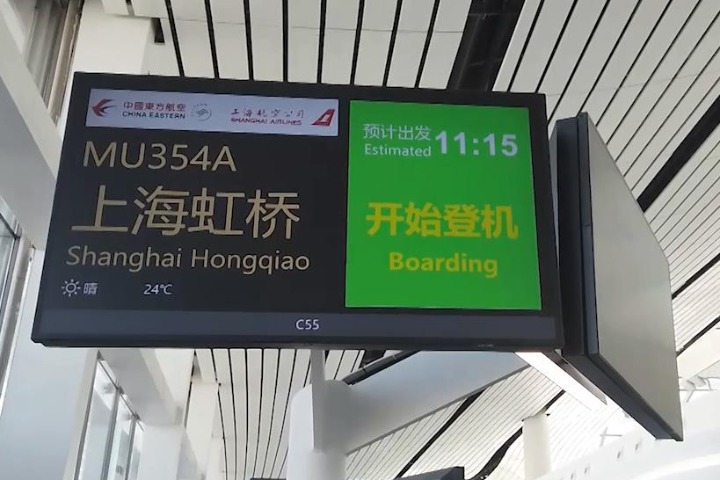 中國東方航空
CHINA EASTERN
上海航空公司
SHANGHAI AIRLINES
MU354A
上海虹桥
Shanghai Hongqiao
晴 24℃
预计出发
Estimated 11:15
开始登机
Boarding
C55